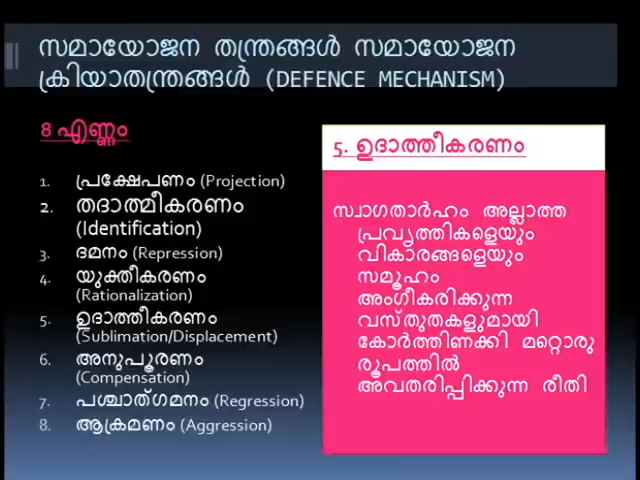 സമായോജന തന്ത്രങ്ങൾ സമായോജന
ക്രിയാതന്ത്രങ്ങൾ (DEFENCE MECHANISM)
8 എണ്ണം
1. പ്രക്ഷേപണം (Projection)
2. തദാത്മീകരണം
(Identification)
3. ദമനം (Repression)
4. യുക്തീകരണം
(Rationalization)
5. ഉദാത്തീകരണം
(Sublimation/Displacement)
6. അനുപൂരണം
(Compensation)
7. പശ്ചാത്ഗമനം (Regression)
8. ആക്രമണം (Aggression)
5. ഉദാത്തീകരണം
സ്വാഗതാർഹം അല്ലാത്ത
പ്രവൃത്തികളെയും
വികാരങ്ങളെയും
സമൂഹം
അംഗീകരിക്കുന്ന
വസ്തുതകളുമായി
കോർത്തിണക്കി മറ്റൊരു
രൂപത്തിൽ
അവതരിപ്പിക്കുന്ന രീതി